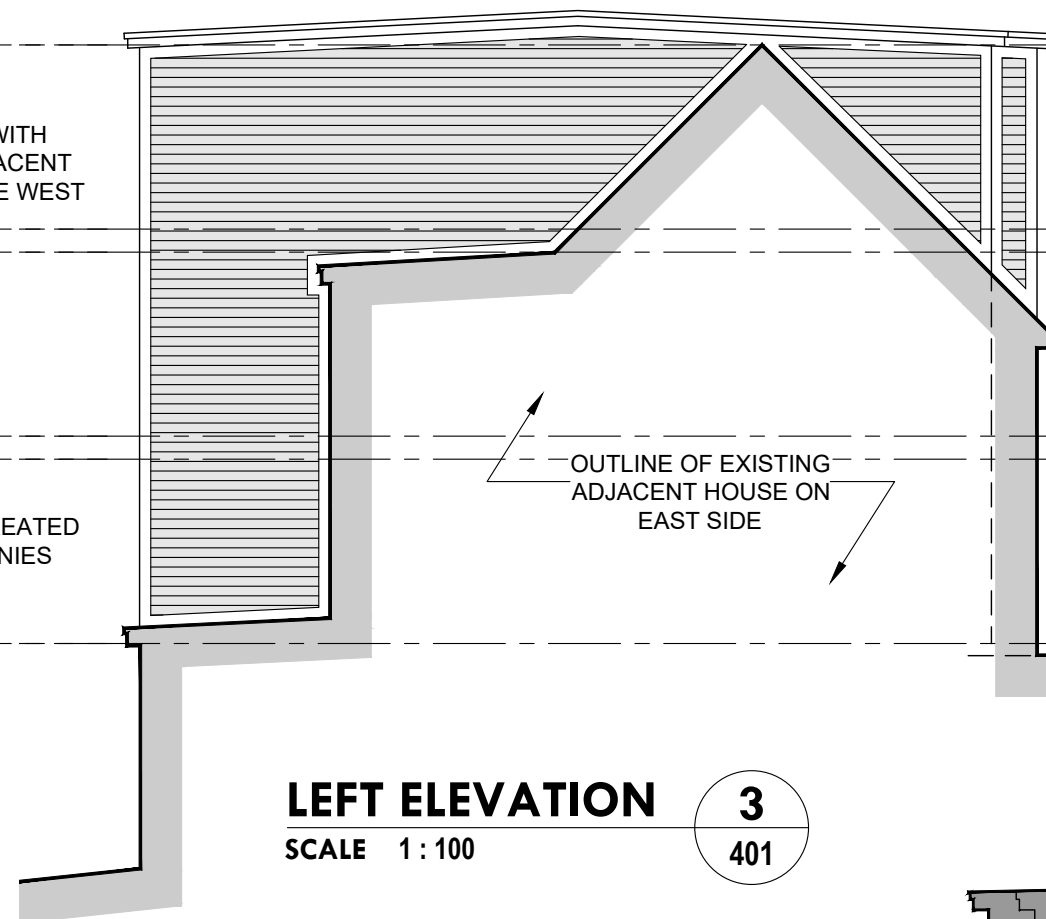 WITH
ACENT
E WEST
OUTLINE OF EXISTING
ADJACENT HOUSE ON
EAST SIDE
EATED
NIES
LEFT ELEVATION
SCALE 1 : 100
3
401